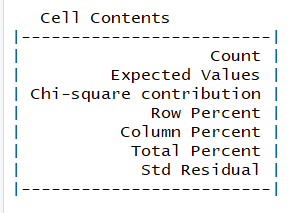 Cell Contents
|-------------------------|
|                   Count |
|         Expected Values |
| Chi-square contribution |
|             Row Percent |
|          Column Percent |
|           Total Percent |
|            Std Residual |
|-------------------------|